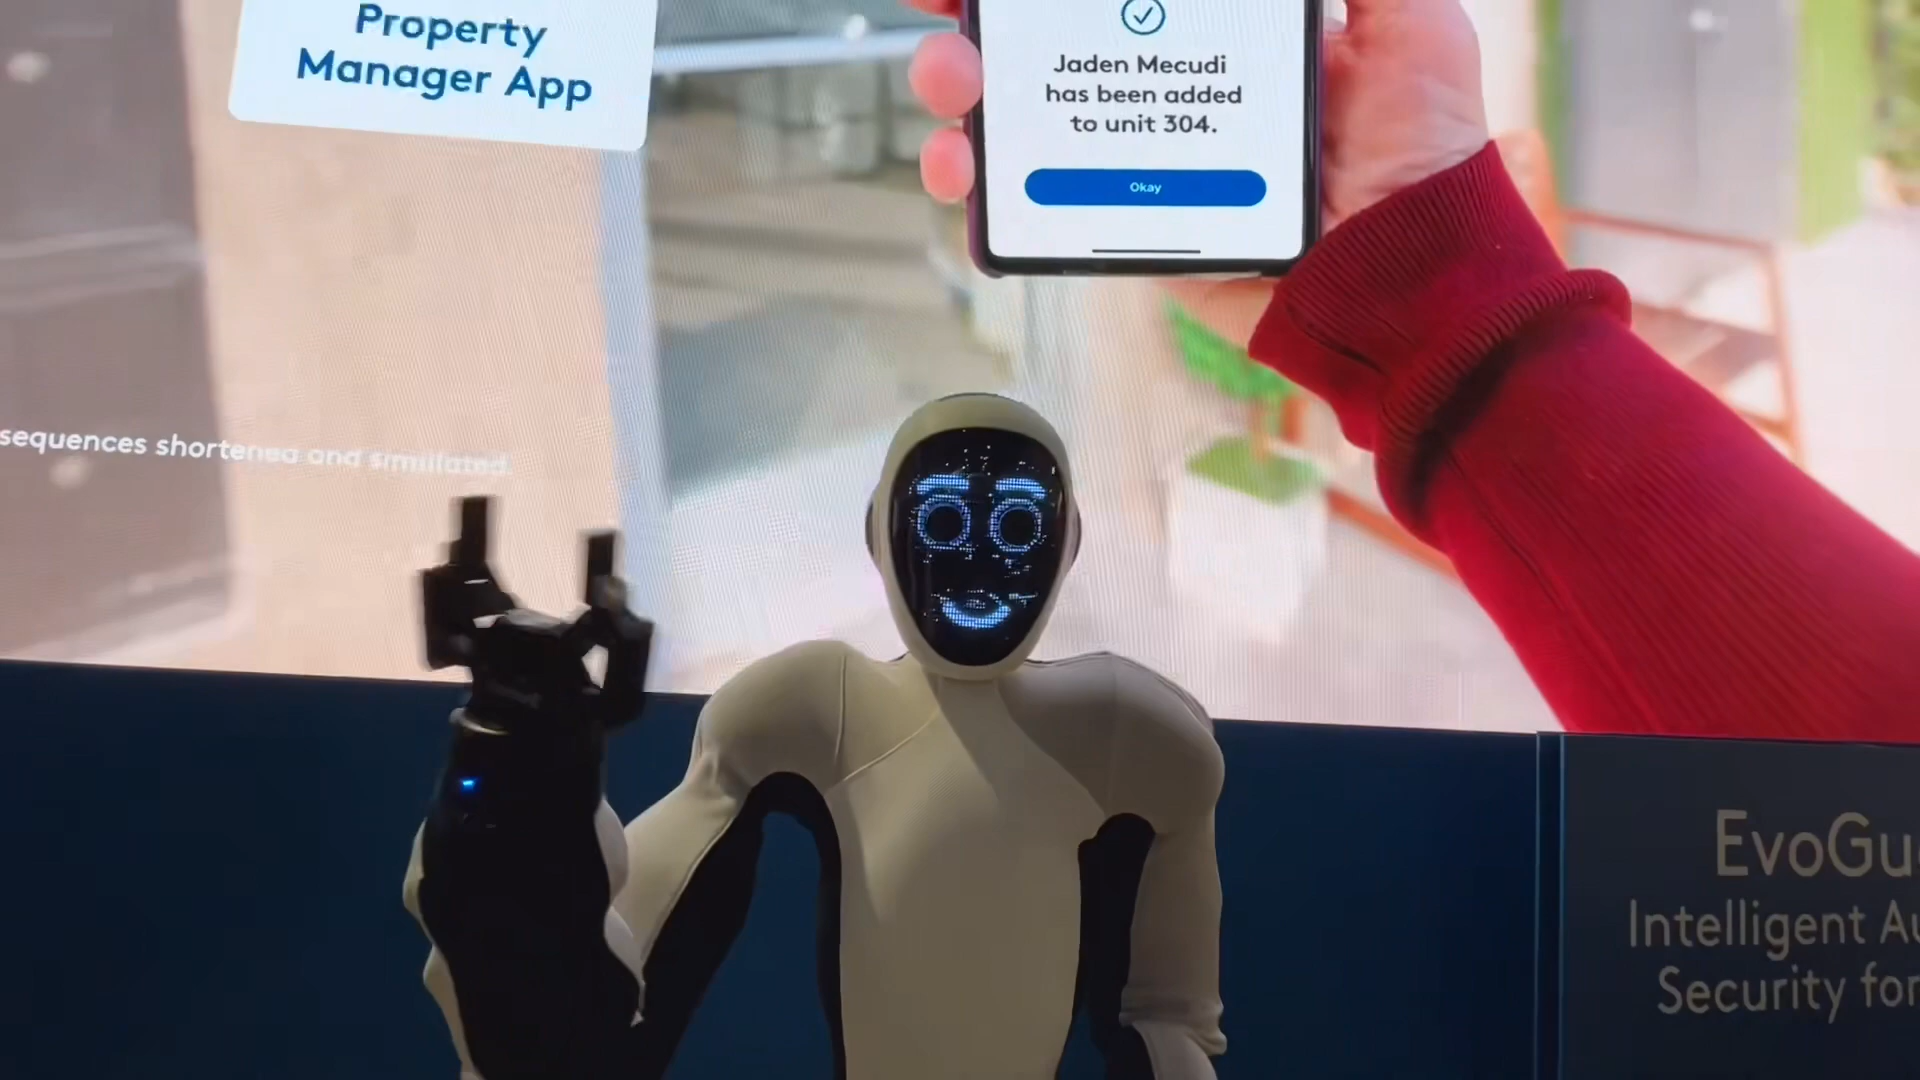 Property
Manager App
Jaden Mecudi
has been added
to unit 304.
Okay
sequences shortened and simulated
EvoGu
Intelligent Au
Security for